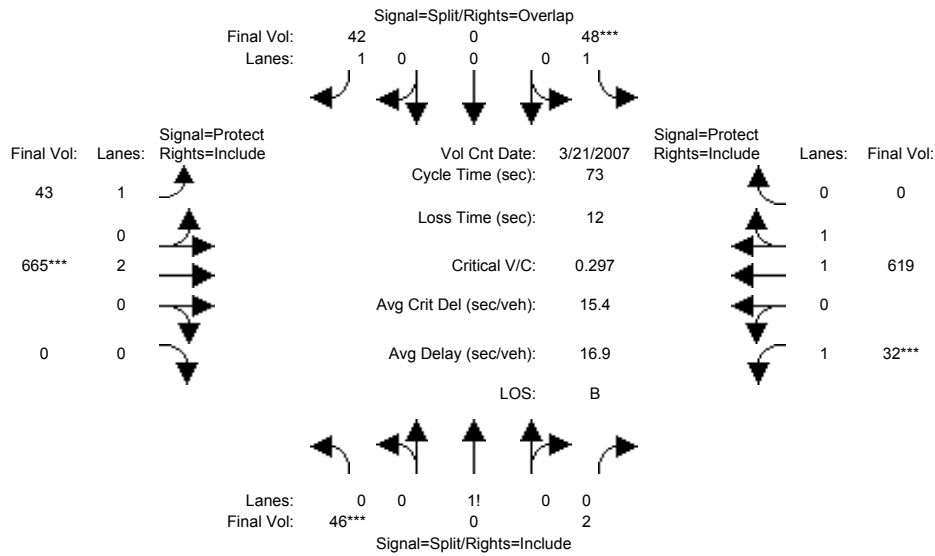 Signal=Split/Rights=Overlap
Final Vol: 42 0 48***
Lanes: 1 0 0 0 1
Signal=Protect Signal=Protect
Final Vol: Lanes: Rights=Include Vol Cnt Date: 3/21/2007 Rights=Include Lanes: Final Vol:
Cycle Time (sec): 73
43 1 0 0
Loss Time (sec): 12
0 1
665*** 2 Critical V/C: 0.297 1 619
0 Avg Crit Del (sec/veh): 15.4 0
0 0 Avg Delay (sec/veh): 16.9 1 32***
LOS: B
Lanes: 0 0 1! 0 0
Final Vol: 46*** 0 2
Signal=Split/Rights=Include